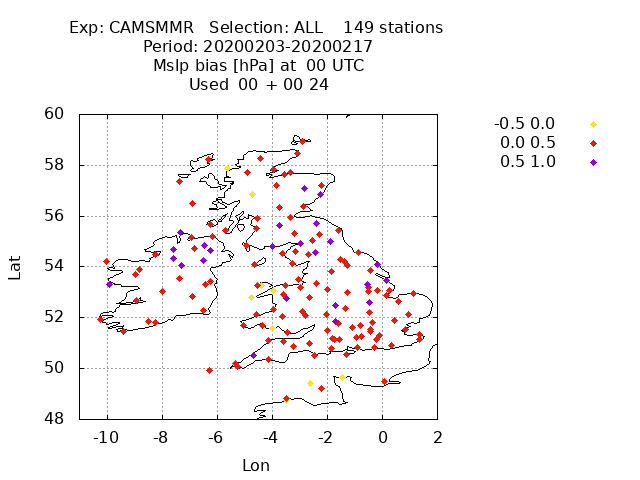 Exp: CAMSMMR   Selection: ALL    149 stations
Period: 20200203-20200217
Mslp bias [hPa] at  00 UTC
Used  00 + 00 24
-0.5 0.0
0.0 0.5
0.5 1.0
60
58
56
54
52
50
48
Lat
-10 -8 -6 -4 -2 0 2
Lon